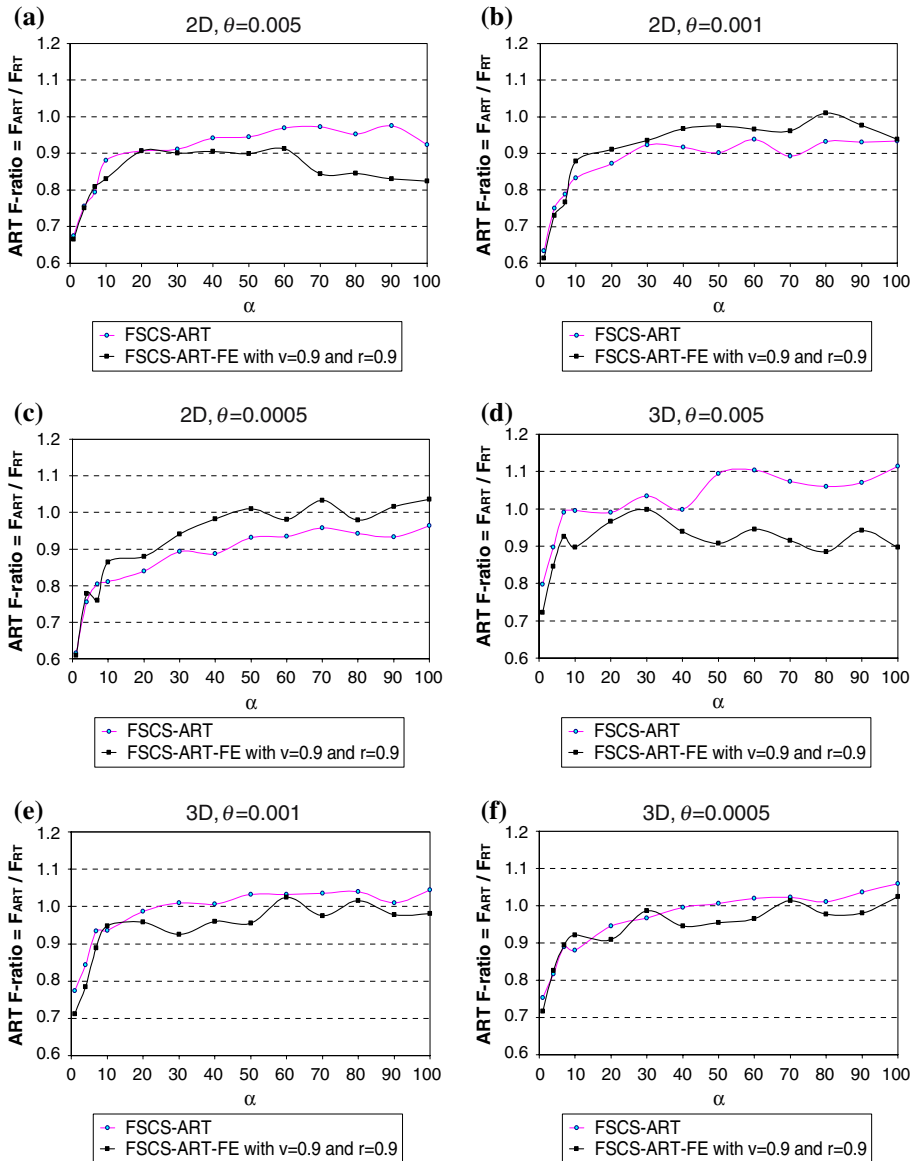 (a)
2D, θ=0.005
ART F-ratio = FART / FRT
1.2
1.1
1.0
0.9
0.8
0.7
0.6
0 10 20 30 40 50 60 70 80 90 100
α
FSCS-ART
FSCS-ART-FE with v=0.9 and r=0.9
(b)
2D, θ=0.001
ART F-ratio = FART / FRT
1.2
1.1
1.0
0.9
0.8
0.7
0.6
0 10 20 30 40 50 60 70 80 90 100
α
FSCS-ART
FSCS-ART-FE with v=0.9 and r=0.9
(c)
2D, θ=0.0005
ART F-ratio = FART / FRT
1.2
1.1
1.0
0.9
0.8
0.7
0.6
0 10 20 30 40 50 60 70 80 90 100
α
FSCS-ART
FSCS-ART-FE with v=0.9 and r=0.9
(d)
3D, θ=0.005
ART F-ratio = FART / FRT
1.2
1.1
1.0
0.9
0.8
0.7
0.6
0 10 20 30 40 50 60 70 80 90 100
α
FSCS-ART
FSCS-ART-FE with v=0.9 and r=0.9
(e)
3D, θ=0.001
ART F-ratio = FART / FRT
1.2
1.1
1.0
0.9
0.8
0.7
0.6
0 10 20 30 40 50 60 70 80 90 100
α
FSCS-ART
FSCS-ART-FE with v=0.9 and r=0.9
(f)
3D, θ=0.0005
ART F-ratio = FART / FRT
1.2
1.1
1.0
0.9
0.8
0.7
0.6
0 10 20 30 40 50 60 70 80 90 100
α
FSCS-ART
FSCS-ART-FE with v=0.9 and r=0.9